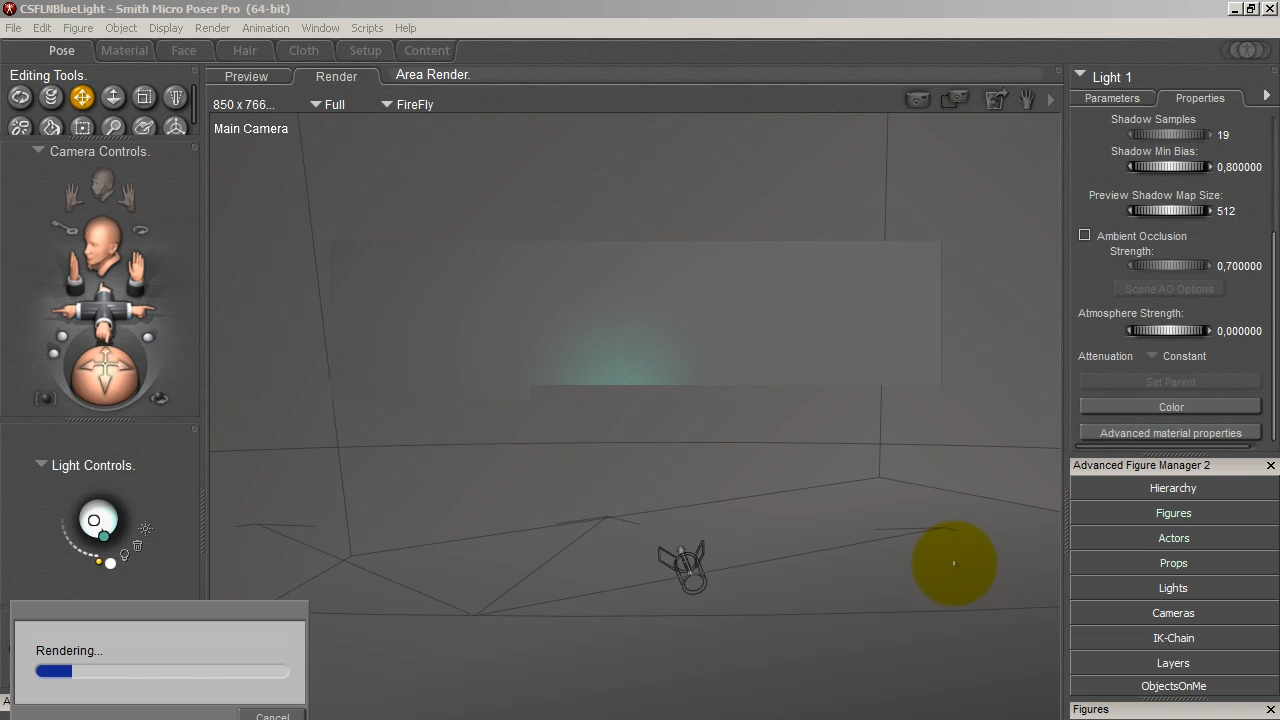 CSFLNBlueLight - Smith Micro Poser Pro (64-bit)
File Edit Figure Object Display Render Animation Window Scripts Help
Pose Material Face Hair Cloth Setup Content
Editing Tools.
Preview Render Area Render.
850 x 766... Full FireFly
Main Camera
Camera Controls.
Light Controls.
Rendering...
Cancel
A
Light 1
Parameters Properties
Shadow Samples
19
Shadow Min Bias:
0,800000
Preview Shadow Map Size:
512
Ambient Occlusion
Strength:
0,700000
Scene AO Options
Atmosphere Strength:
0,000000
Attenuation Constant
Set Parent
Color
Advanced material properties
Advanced Figure Manager 2
Hierarchy
Figures
Actors
Props
Lights
Cameras
IK-Chain
Layers
ObjectsOnMe
Figures